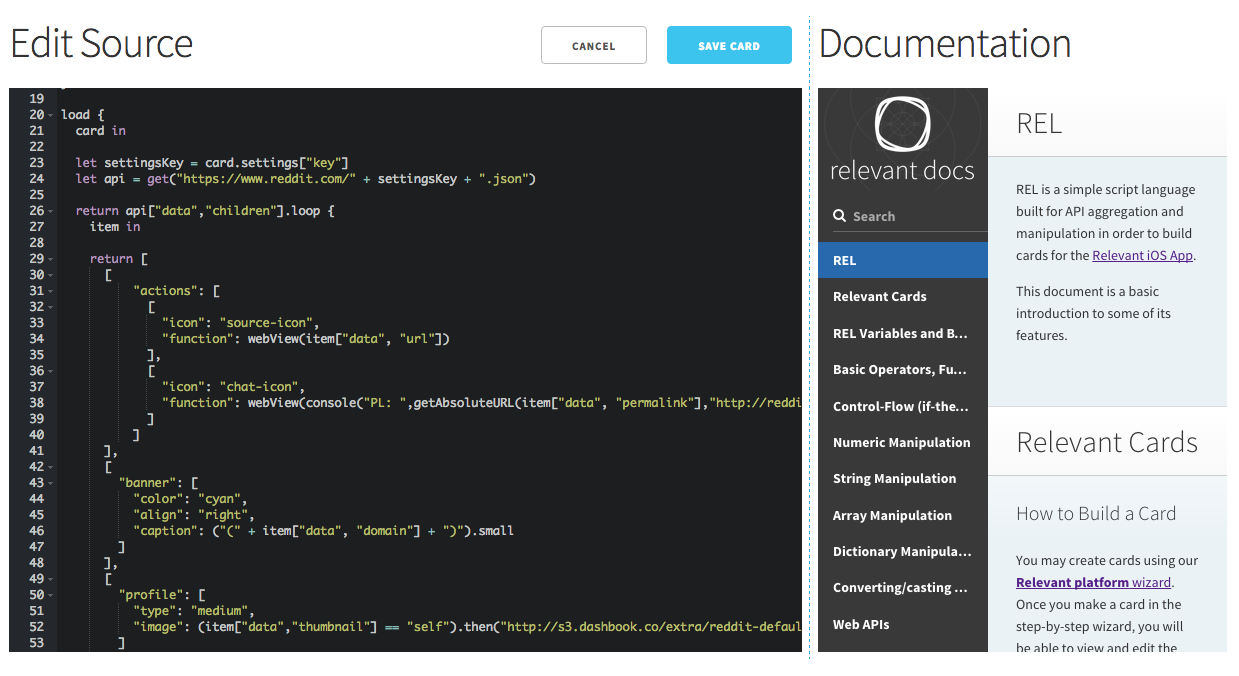 Edit Source
CANCEL
SAVE CARD
19
20 load {
21 card in
22
23 let settingsKey = card.settings["key"]
24 let api = get("https://www.reddit.com/" + settingsKey + ".json")
25
26 return api["data","children"].loop {
27 item in
28
29 return [
30 [
31 "actions": [
32 [
33 "icon": "source-icon",
34 "function": webView(item["data", "url"])
35 ],
36 [
37 "icon": "chat-icon",
38 "function": webView(console("PL: ",getAbsoluteURL(item["data", "permalink"],"http://reddi
39 ]
40 ]
41 ],
42 [
43 "banner": [
44 "color": "cyan",
45 "align": "right",
46 "caption": ("(" + item["data", "domain"] + ")").small
47 ]
48 ],
49 [
50 "profile": [
51 "type": "medium",
52 "image": (item["data","thumbnail"] == "self").then("http://s3.dashbook.co/extra/reddit-defaul
53 ]
Documentation
relevant docs
Search
REL
Relevant Cards
REL Variables and B...
Basic Operators, Fu...
Control-Flow (if-the...
Numeric Manipulation
String Manipulation
Array Manipulation
Dictionary Manipula...
Converting/casting ...
Web APIs
REL
REL is a simple script language
built for API aggregation and
manipulation in order to build
cards for the Relevant iOS App.
This document is a basic
introduction to some of its
features.
Relevant Cards
How to Build a Card
You may create cards using our
Relevant platform wizard.
Once you make a card in the
step-by-step wizard, you will
be able to view and edit the